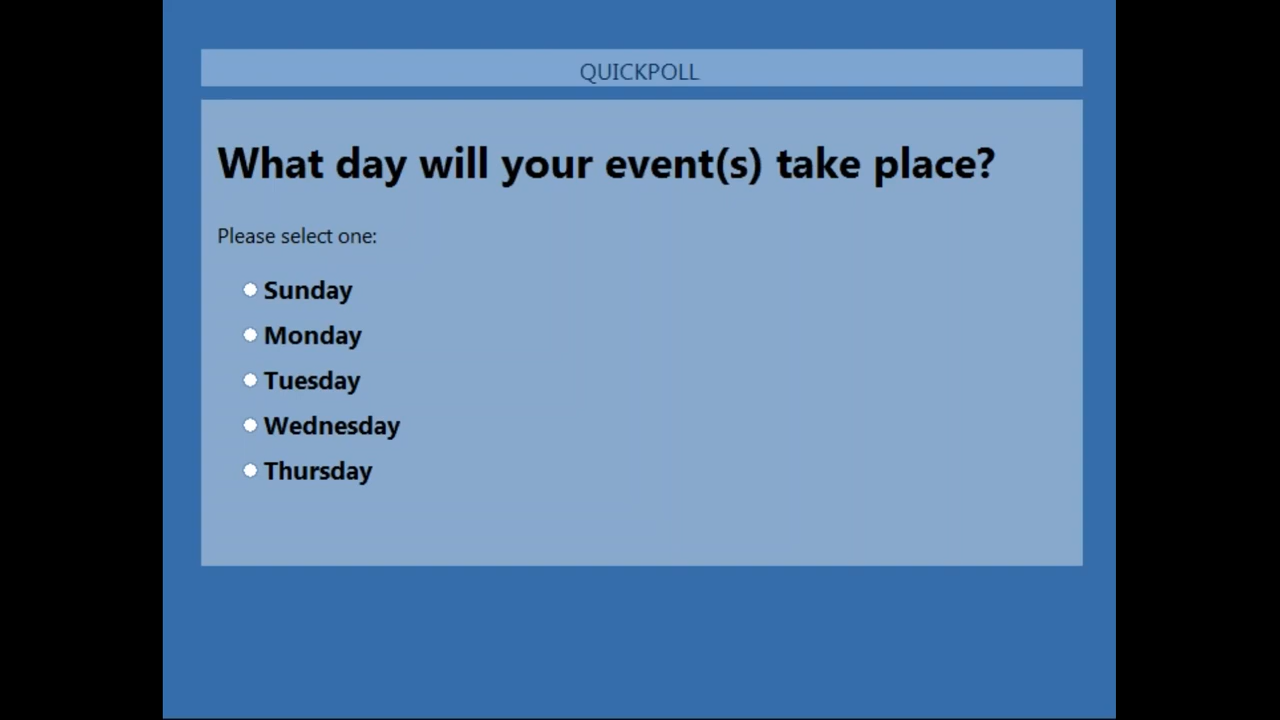 QUICKPOLL
What day will your event(s) take place?
Please select one:
Sunday
Monday
Tuesday
Wednesday
Thursday